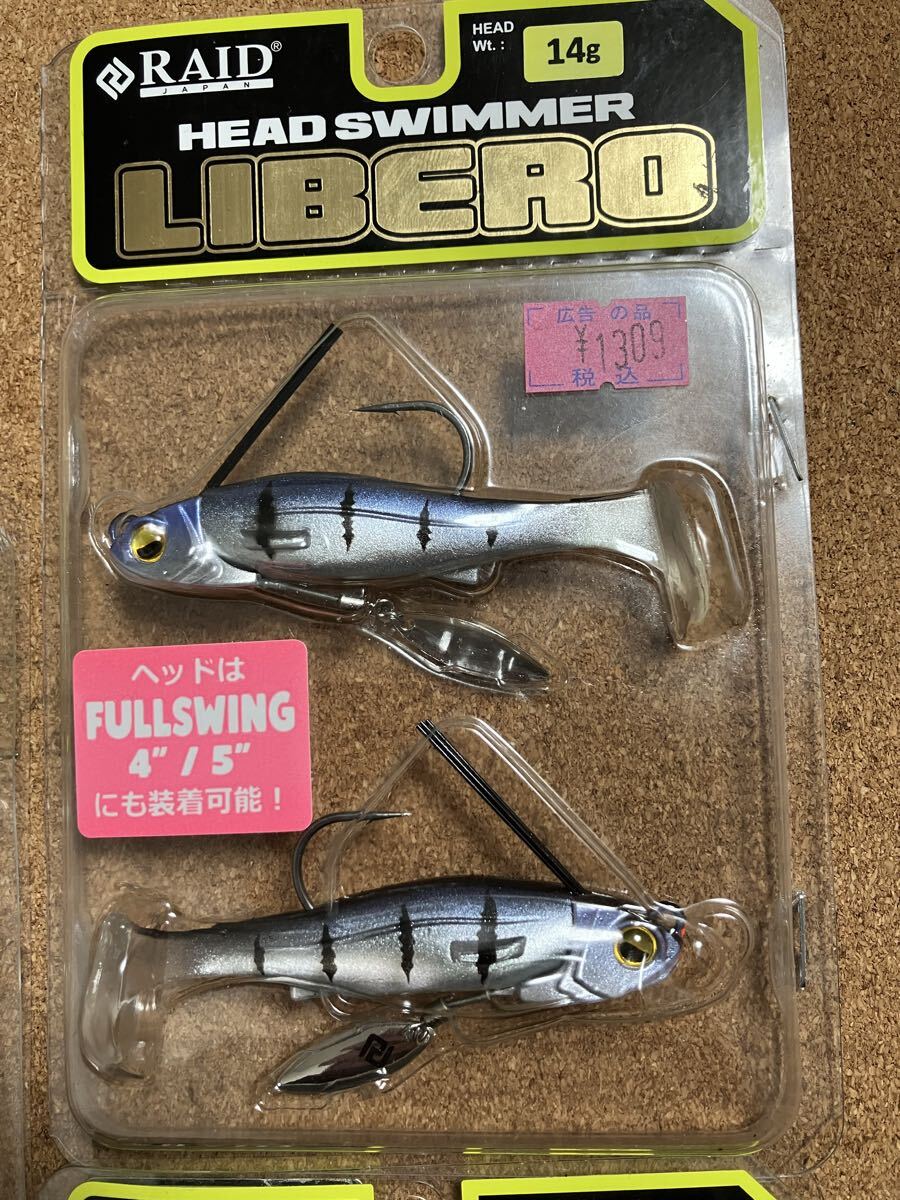 RAID®
JAPAN
HEAD
Wt. :
14g
HEAD SWIMMER
LIBERO
広告の品
¥1309
税込
ヘッドは
FULLSWING
4" / 5"
にも装着可能！